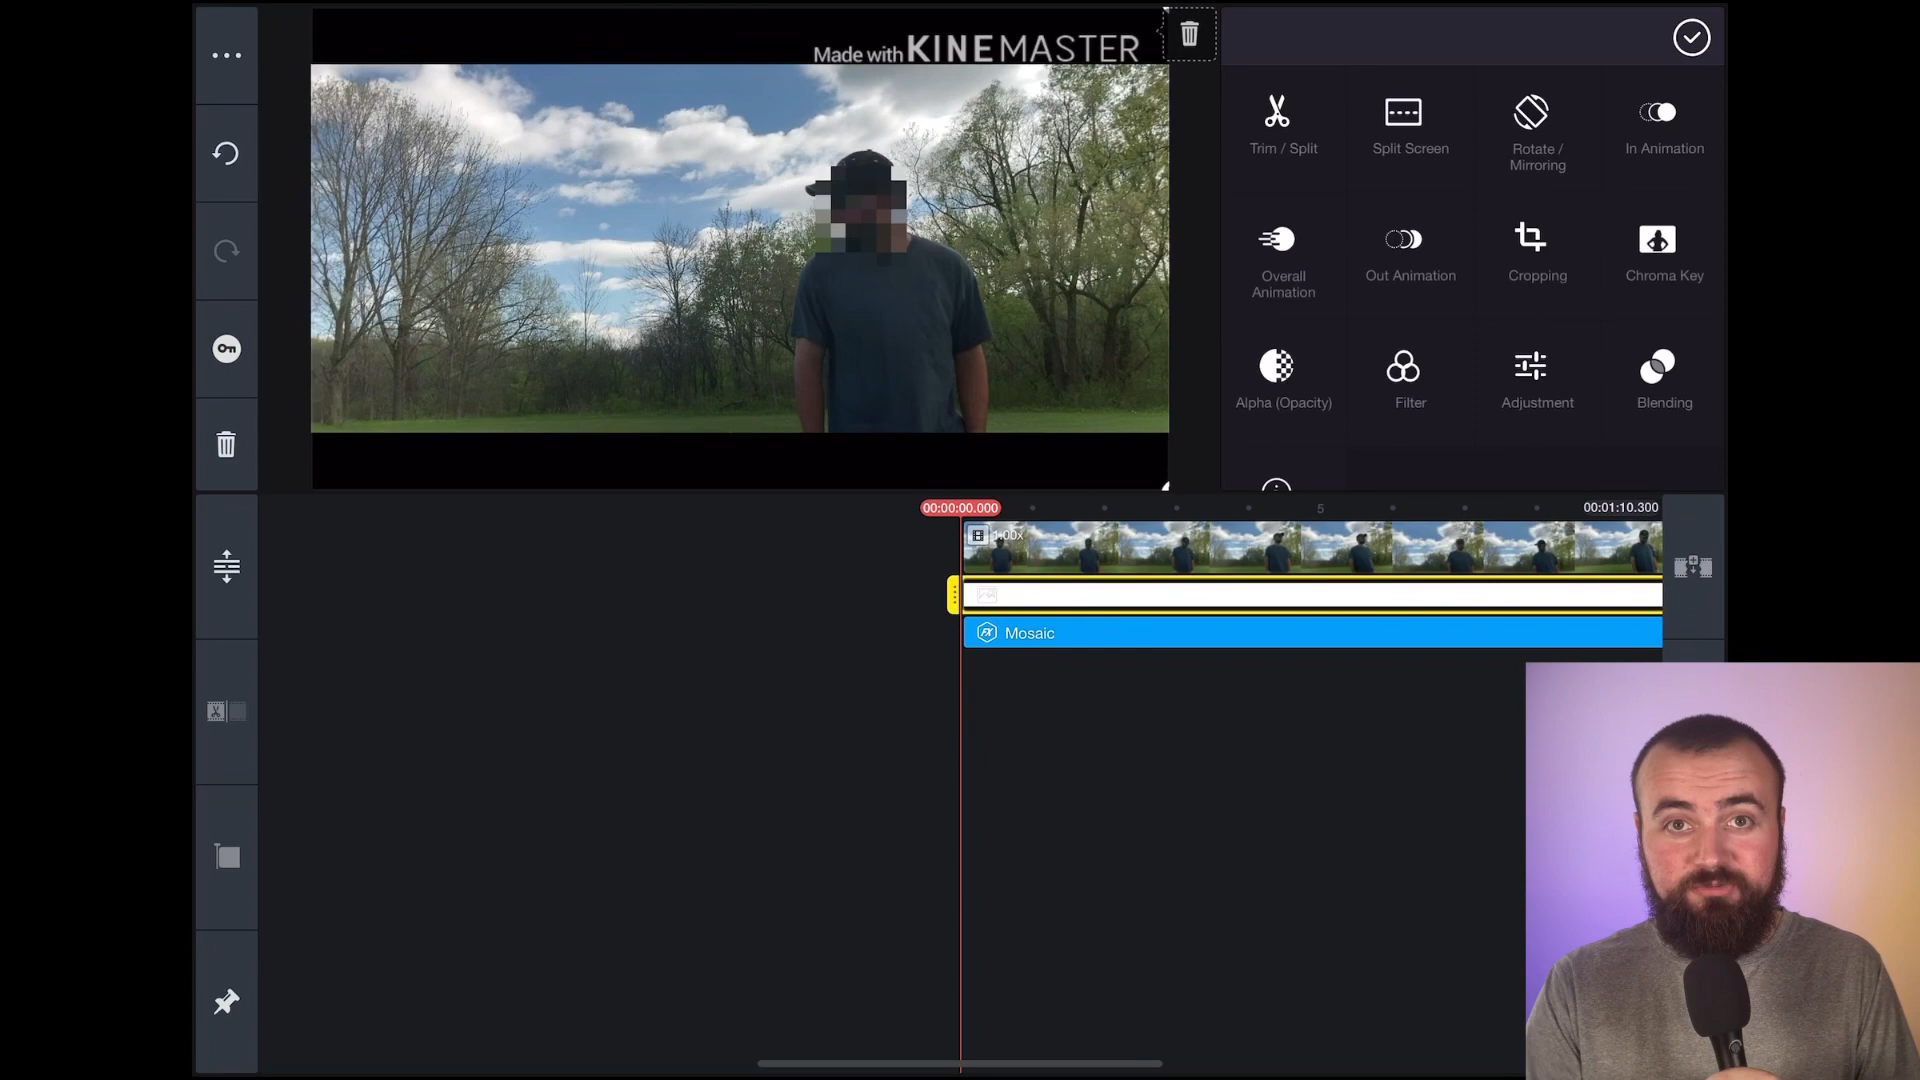 Made with KINEMASTER
Trim / Split
Split Screen
Rotate /
Mirroring
In Animation
Overall
Animation
Out Animation
Cropping
Chroma Key
Alpha (Opacity)
Filter
Adjustment
Blending
00:00:00.000
5
00:01:10.300
1.00x
FX Mosaic